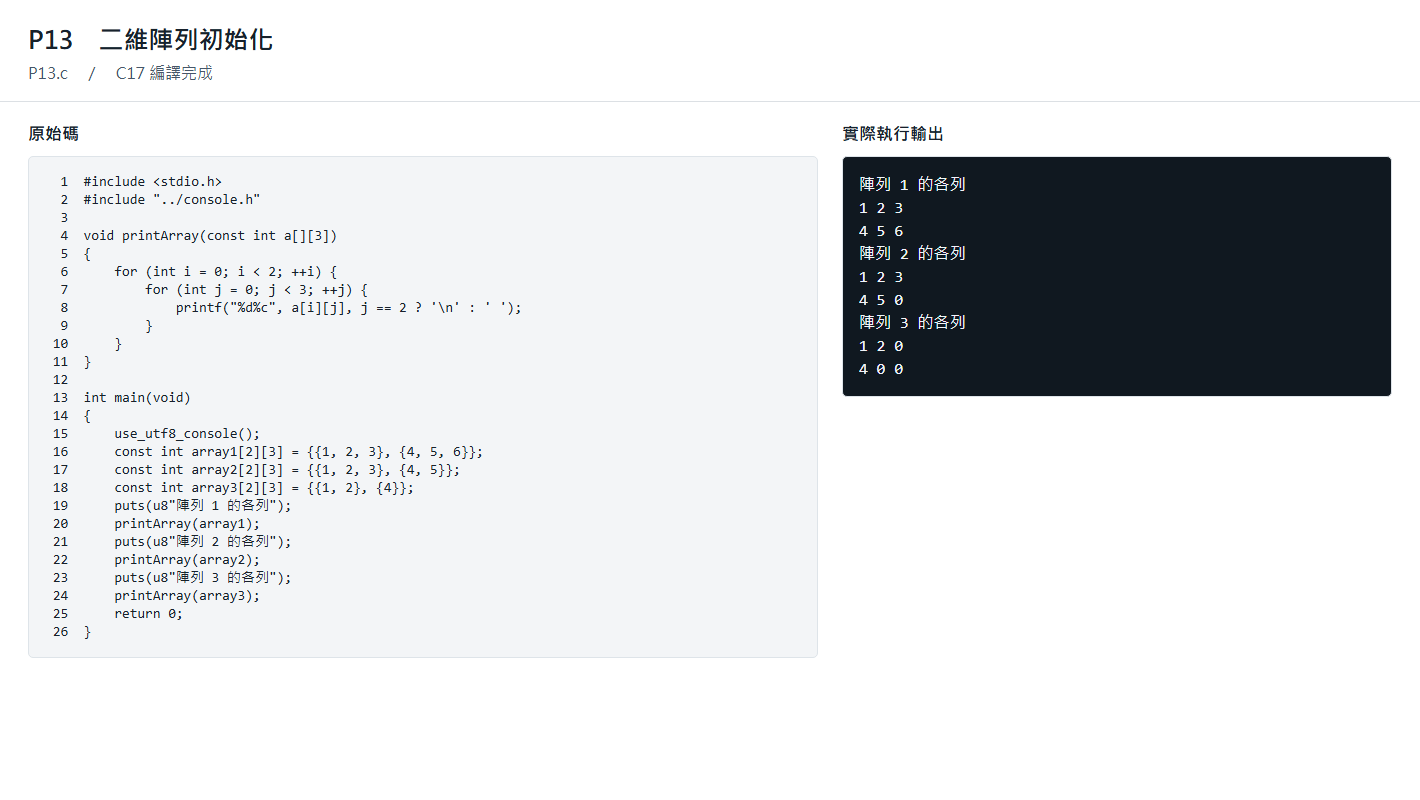 P13　二維陣列初始化
P13.c / C17 編譯完成
原始碼
1 #include <stdio.h>
2 #include "../console.h"
3
4 void printArray(const int a[][3])
5 {
6     for (int i = 0; i < 2; ++i) {
7         for (int j = 0; j < 3; ++j) {
8             printf("%d%c", a[i][j], j == 2 ? '\n' : ' ');
9         }
10     }
11 }
12
13 int main(void)
14 {
15     use_utf8_console();
16     const int array1[2][3] = {{1, 2, 3}, {4, 5, 6}};
17     const int array2[2][3] = {{1, 2, 3}, {4, 5}};
18     const int array3[2][3] = {{1, 2}, {4}};
19     puts(u8"陣列 1 的各列");
20     printArray(array1);
21     puts(u8"陣列 2 的各列");
22     printArray(array2);
23     puts(u8"陣列 3 的各列");
24     printArray(array3);
25     return 0;
26 }
實際執行輸出
陣列 1 的各列
1 2 3
4 5 6
陣列 2 的各列
1 2 3
4 5 0
陣列 3 的各列
1 2 0
4 0 0